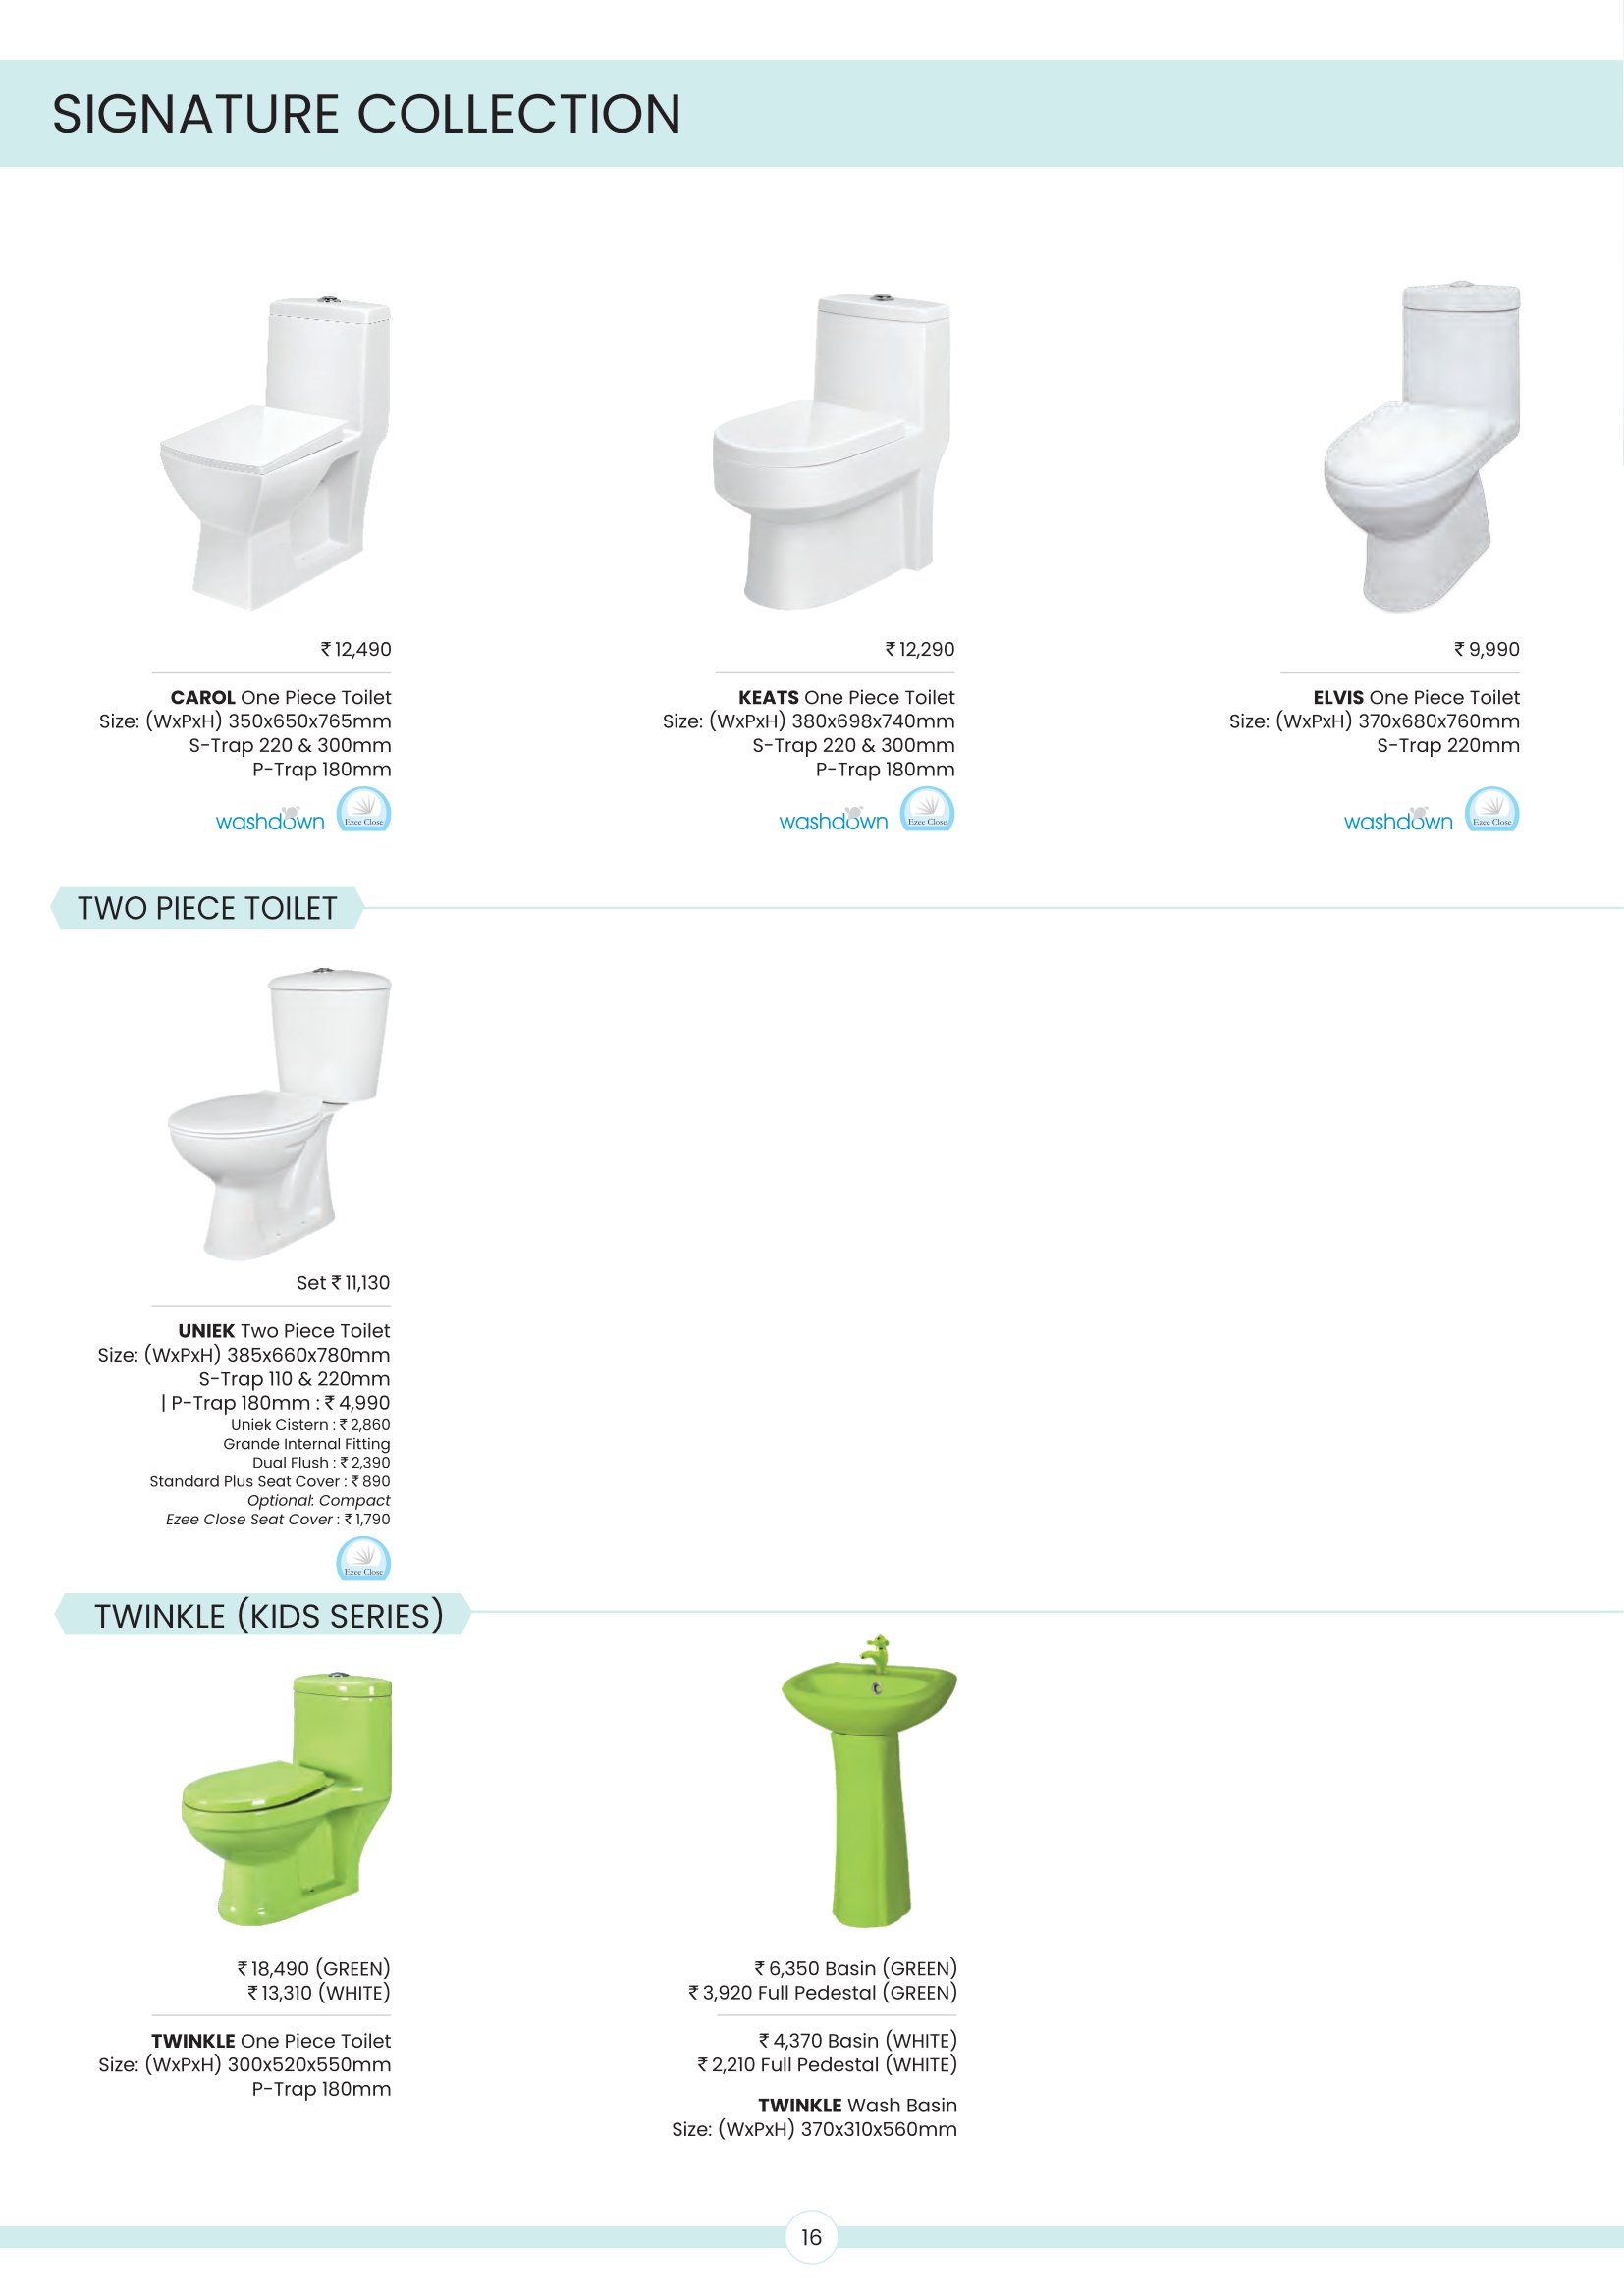 SIGNATURE COLLECTION
₹ 12,490
CAROL One Piece Toilet
Size: (WxPxH) 350x650x765mm
S-Trap 220 & 300mm
P-Trap 180mm
washdown
Ezee Close
₹ 12,290
KEATS One Piece Toilet
Size: (WxPxH) 380x698x740mm
S-Trap 220 & 300mm
P-Trap 180mm
washdown
Ezee Close
₹ 9,990
ELVIS One Piece Toilet
Size: (WxPxH) 370x680x760mm
S-Trap 220mm
washdown
Ezee Close
TWO PIECE TOILET
Set ₹ 11,130
UNIEK Two Piece Toilet
Size: (WxPxH) 385x660x780mm
S-Trap 110 & 220mm
| P-Trap 180mm : ₹ 4,990
Uniek Cistern : ₹ 2,860
Grande Internal Fitting
Dual Flush : ₹ 2,390
Standard Plus Seat Cover : ₹ 890
Optional: Compact
Ezee Close Seat Cover : ₹ 1,790
Ezee Close
TWINKLE (KIDS SERIES)
₹ 18,490 (GREEN)
₹ 13,310 (WHITE)
TWINKLE One Piece Toilet
Size: (WxPxH) 300x520x550mm
P-Trap 180mm
₹ 6,350 Basin (GREEN)
₹ 3,920 Full Pedestal (GREEN)
₹ 4,370 Basin (WHITE)
₹ 2,210 Full Pedestal (WHITE)
TWINKLE Wash Basin
Size: (WxPxH) 370x310x560mm
16